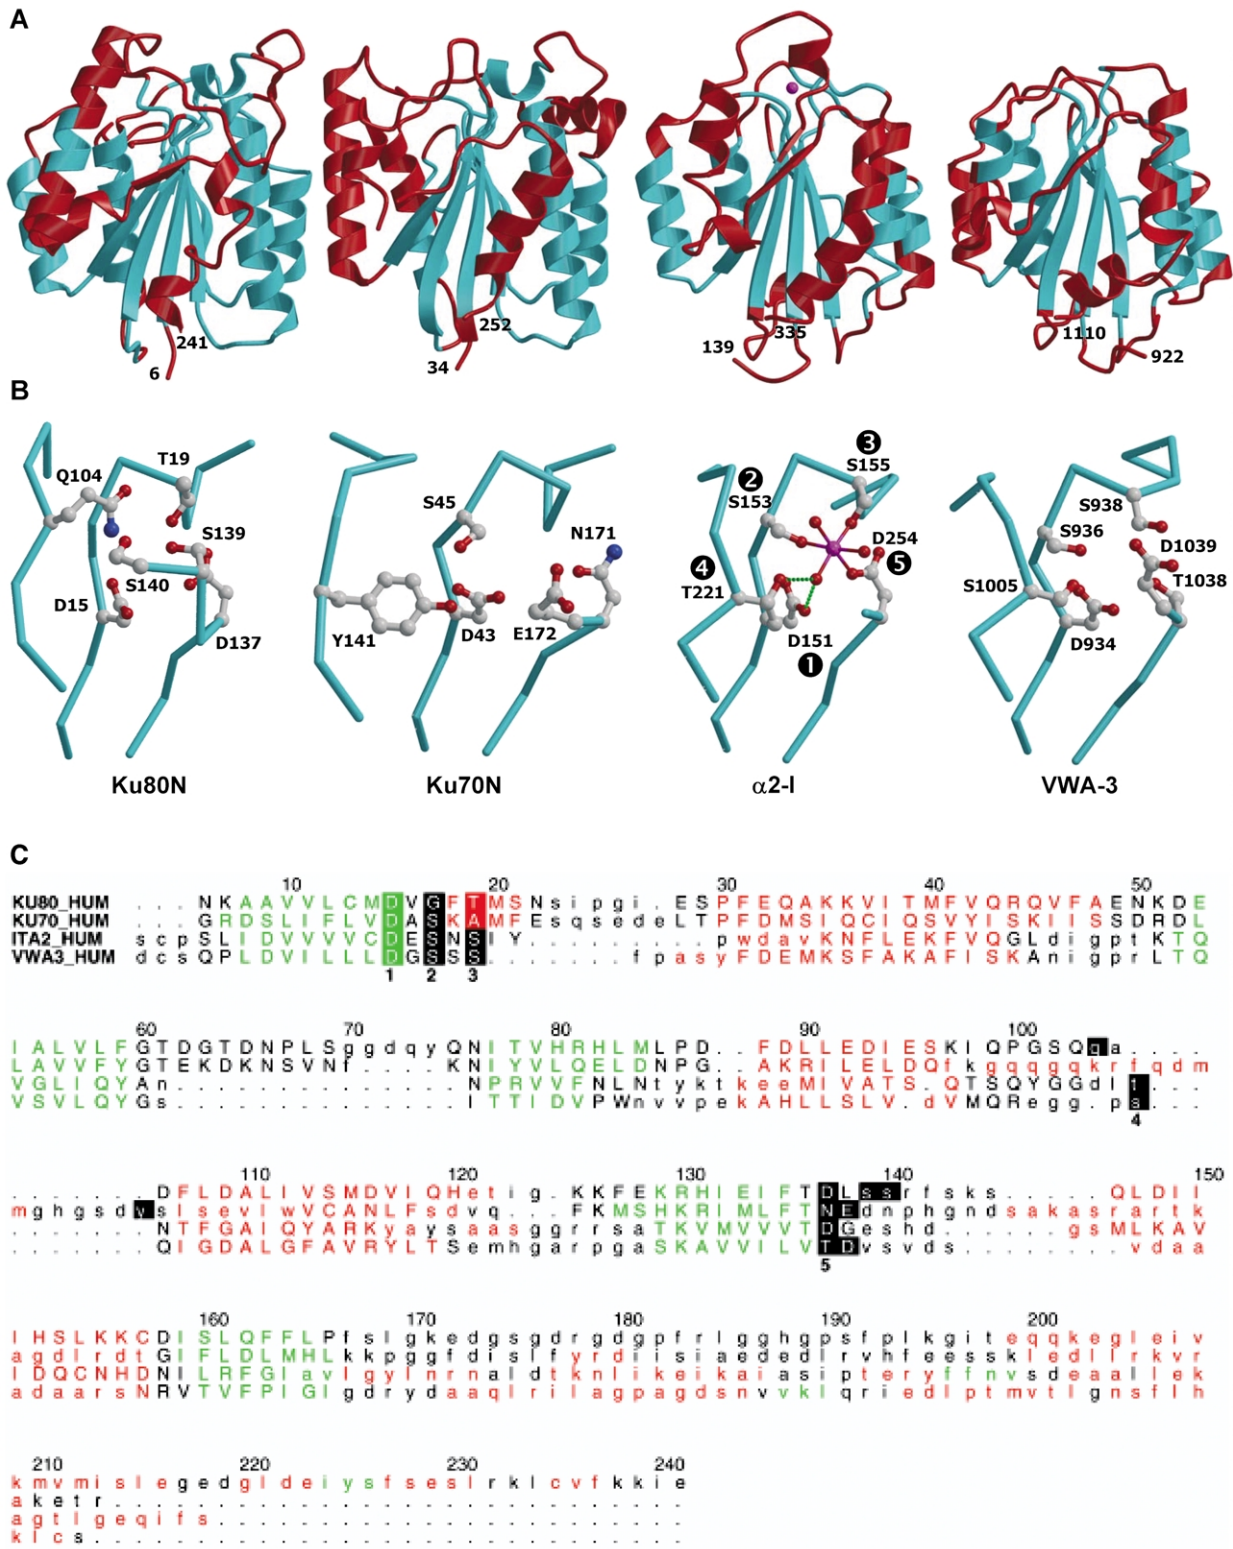 A
241
6
252
34
139
335
1110
922
B
Q104
T19
S139
S140
D15
D137
S45
N171
Y141
D43
E172
3
S155
2
S153
D254
5
4
T221
D151
1
S938
S936
D1039
T1038
S1005
D934
Ku80N
Ku70N
α2-I
VWA-3
C
10 20 30 40 50
KU80_HUM . . . N K A A V V L C M D V G F T M S N s i p g i . E S P F E Q A K K V I T M F V Q R Q V F A E N K D E
KU70_HUM . . . G R D S L I F L V D A S K A M F E s q s e d e L T P F D M S I Q C I Q S V Y I S K I I S S D R D L
ITA2_HUM s c p S L I D V V V V C D E S N S I Y . . . . . . . . . . p w d a v K N F L E K F V Q G L d i g p t K T Q
VWA3_HUM d c s Q P L D V I L L L D G S S S . . . . . . . . f p a s y F D E M K S F A K A F I S K A n i g p r L T Q
1 2 3
60 70 80 90 100
I A L V L F G T D G T D N P L S g g d q y Q N I T V H R H L M L P D . . F D L L E D I E S K I Q P G S Q q a . . . .
L A V V F Y G T E K D K N S V N f . . . . K N I Y V L Q E L D N P G . . A K R I L E L D Q f k g q q g q k r f q d m
V G L I Q Y A n . . . . . . . . . . . . . . N P R V V F N L N t y k t k e e M I V A T S . Q T S Q Y G G d l t . . .
V S V L Q Y G s . . . . . . . . . . . . . . I T T I D V P W n v v p e k A H L L S L V . d V M Q R e g g . p s . . .
4
110 120 130 140 150
. . . . . . . D F L D A L I V S M D V I Q H e t i g . K K F E K R H I E I F T D L s s r f s k s . . . . . Q L D I I
m g h g s d v s l s e v l w V C A N L F s d v q . . . F K M S H K R I M L F T N E d n p h g n d s a k a s r a r t k
. . . . . . . N T F G A I Q Y A R K y a y s a a s g g r r s a T K V M V V V T D G e s h d . . . . . . g s M L K A V
. . . . . . . Q I G D A L G F A V R Y L T S e m h g a r p g a S K A V V I L V T D v s v d s . . . . . . . . v d a a
5
160 170 180 190 200
I H S L K K C D I S L Q F F L P f s l g k e d g s g d r g d g p f r l g g h g p s f p l k g i t e q q k e g l e i v
a g d l r d t G I F L D L M H L k k p g g f d i s l f y r d i i s i a e d e d l r v h f e e s s k l e d l l r k v r
I D Q C N H D N I L R F G I a v l g y l n r n a l d t k n l i k e i k a i a s i p t e r y f f n v s d e a a l l e k
a d a a r s N R V T V F P I G I g d r y d a a q l r i l a g p a g d s n v v k l q r i e d l p t m v t l g n s f l h
210 220 230 240
k m v m i s l e g e d g l d e i y s f s e s l r k l c v f k k i e
a k e t r . . . . . . . . . . . . . . . . . . . . . . . . . . . .
a g t l g e q i f s . . . . . . . . . . . . . . . . . . . . . . .
k l c s . . . . . . . . . . . . . . . . . . . . . . . . . . . . .